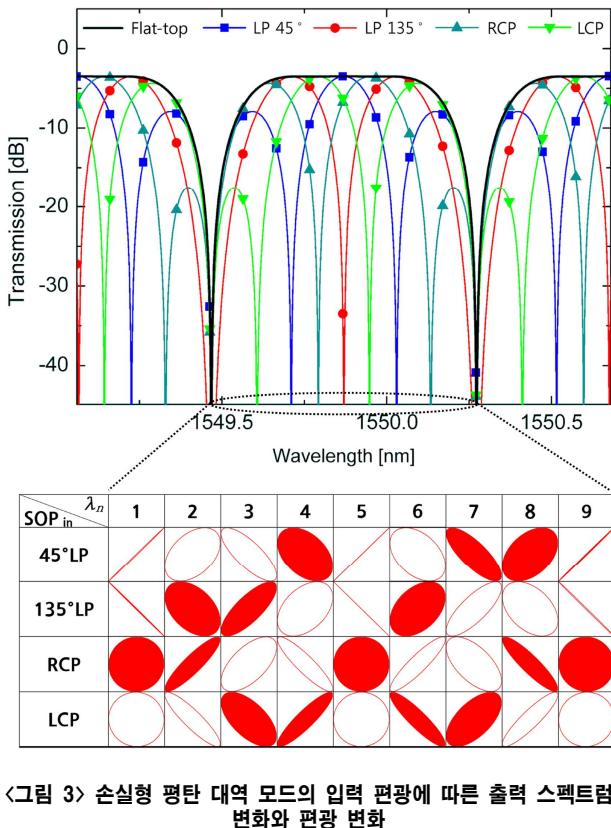 Flat-top LP 45° LP 135° RCP LCP
0
-10
-20
-30
-40
Transmission [dB]
1549.5 1550.0 1550.5
Wavelength [nm]
SOP in λn 1 2 3 4 5 6 7 8 9
45°LP
135°LP
RCP
LCP
<그림 3> 손실형 평탄 대역 모드의 입력 편광에 따른 출력 스펙트럼
변화와 편광 변화